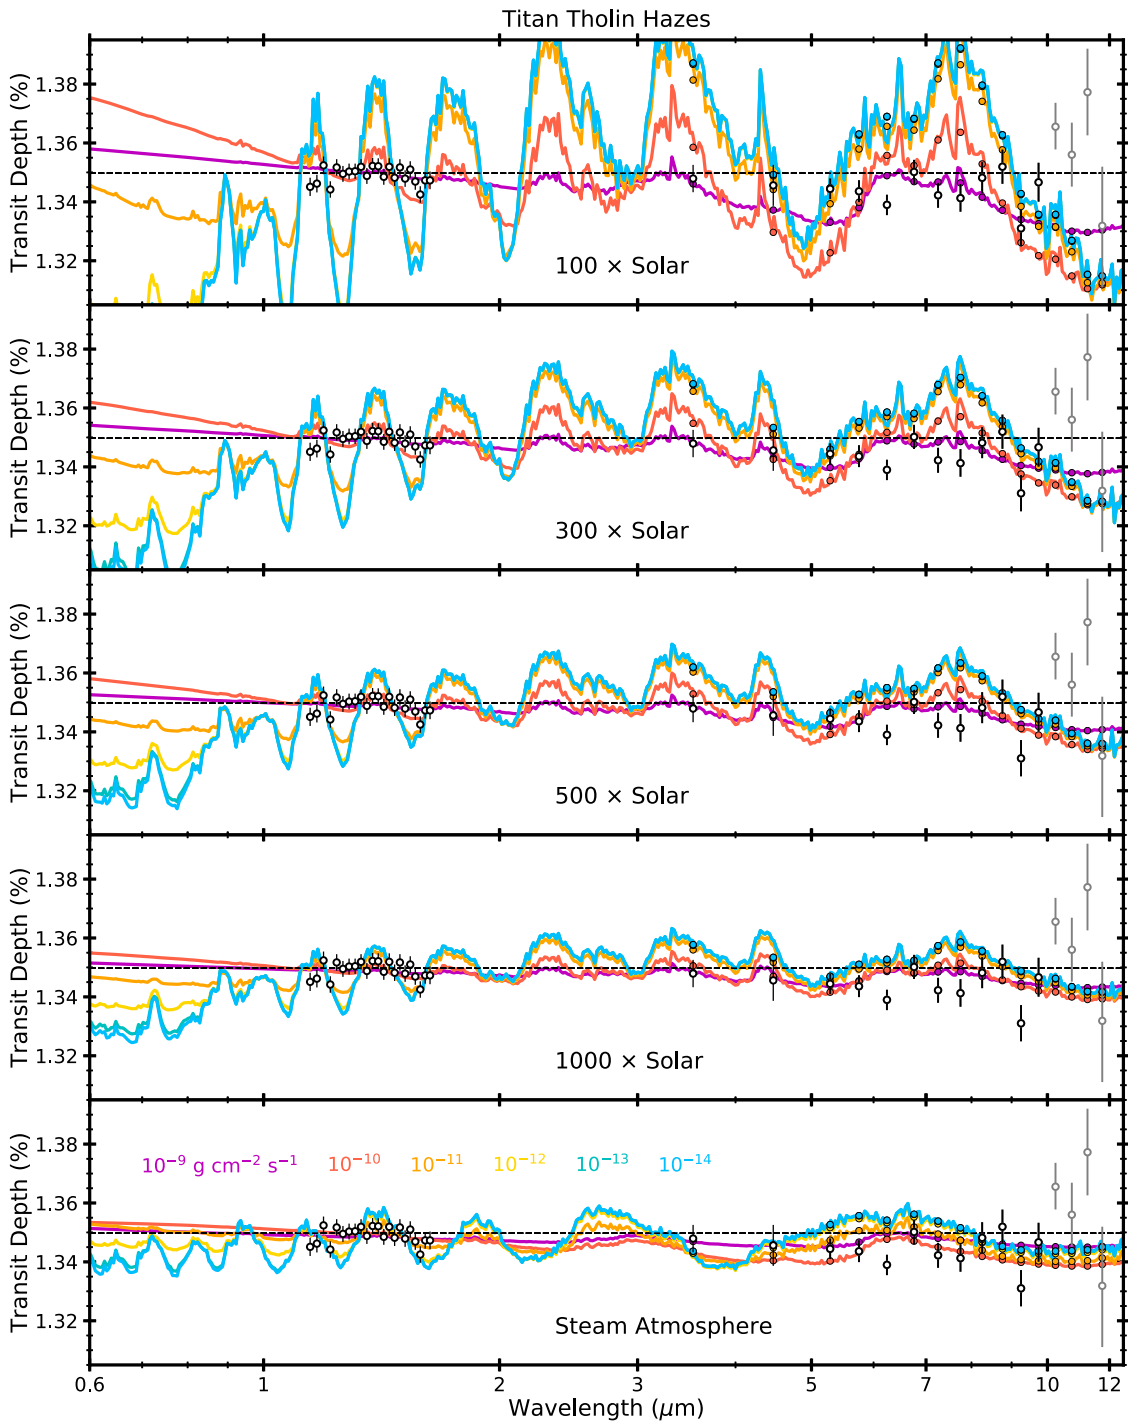 Titan Tholin Hazes
Transit Depth (%)
1.38
1.36
1.34
1.32
100 × Solar
Transit Depth (%)
1.38
1.36
1.34
1.32
300 × Solar
Transit Depth (%)
1.38
1.36
1.34
1.32
500 × Solar
Transit Depth (%)
1.38
1.36
1.34
1.32
1000 × Solar
Transit Depth (%)
1.38
1.36
1.34
1.32
10⁻⁹ g cm⁻² s⁻¹ 10⁻¹⁰ 10⁻¹¹ 10⁻¹² 10⁻¹³ 10⁻¹⁴
Steam Atmosphere
0.6 1 2 3 5 7 10 12
Wavelength (μm)